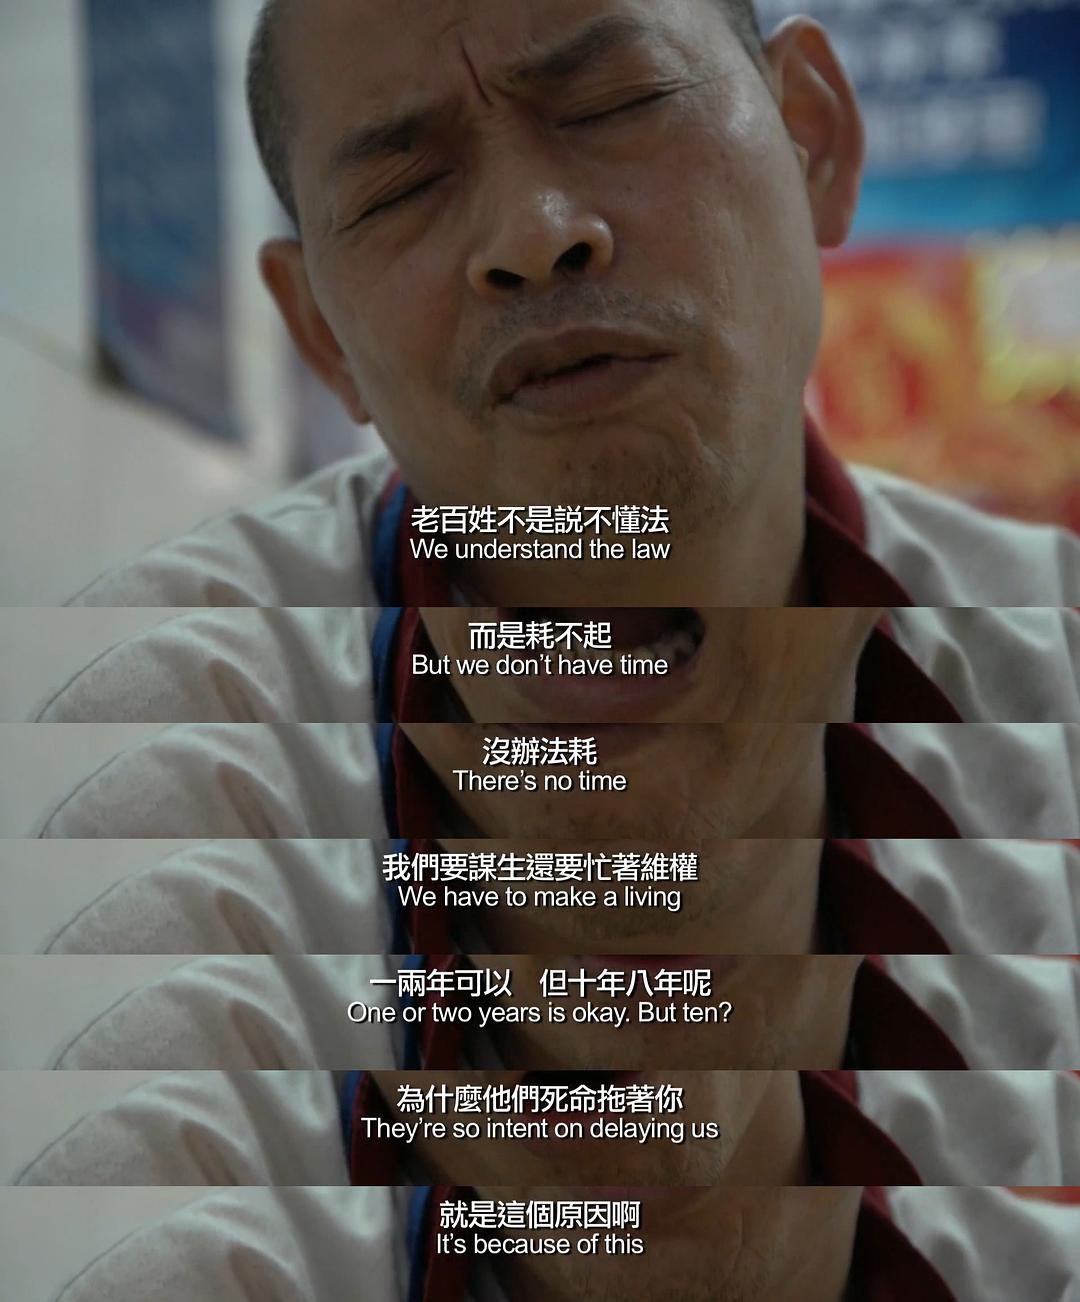 老百姓不是説不懂法
We understand the law
而是耗不起
But we don't have time
沒辦法耗
There's no time
我們要謀生還要忙著維權
We have to make a living
一兩年可以　但十年八年呢
One or two years is okay. But ten?
為什麼他們死命拖著你
They're so intent on delaying us
就是這個原因啊
It's because of this